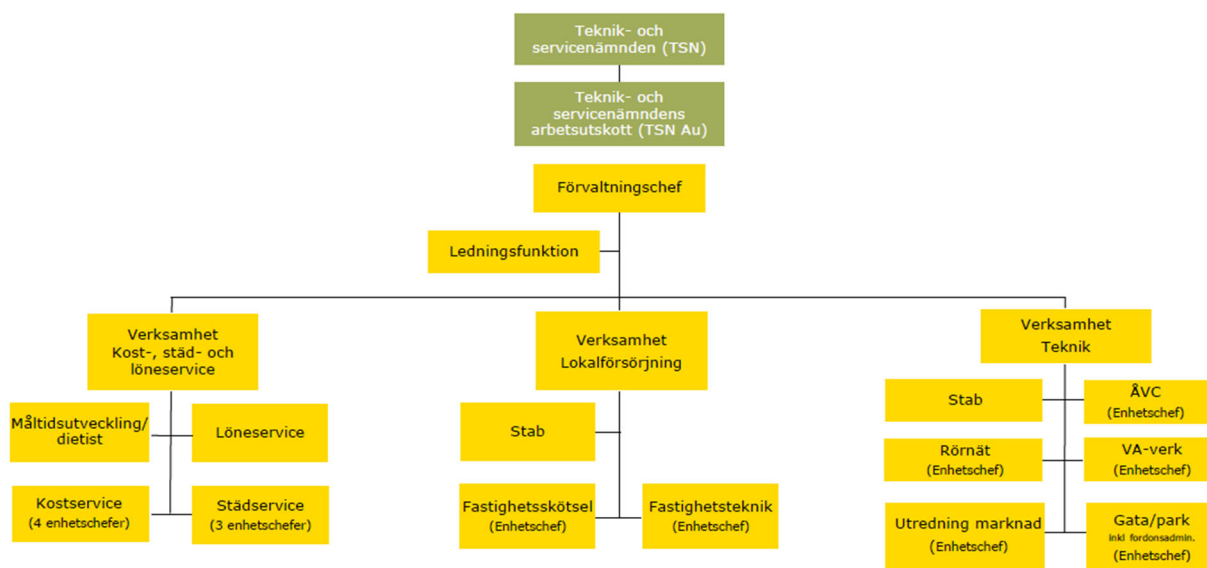 Teknik- och
servicenämnden (TSN)
Teknik- och
servicenämndens
arbetsutskott (TSN Au)
Förvaltningschef
Ledningsfunktion
Verksamhet
Kost-, städ- och
löneservice
Måltidsutveckling/
dietist
Löneservice
Kostservice
(4 enhetschefer)
Städservice
(3 enhetschefer)
Verksamhet
Lokalförsörjning
Stab
Fastighetsskötsel
(Enhetschef)
Fastighetsteknik
(Enhetschef)
Verksamhet
Teknik
Stab
ÅVC
(Enhetschef)
Rörnät
(Enhetschef)
VA-verk
(Enhetschef)
Utredning marknad
(Enhetschef)
Gata/park
inkl fordonsadmin.
(Enhetschef)